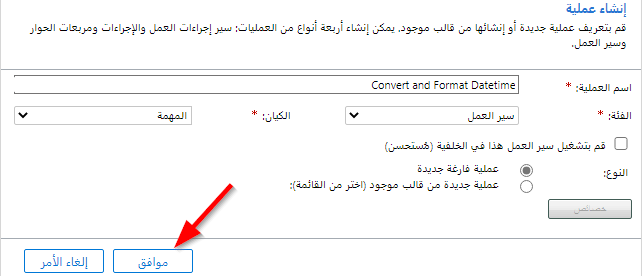 إنشاء عملية
قم بتعريف عملية جديدة أو إنشائها من قالب موجود. يمكن إنشاء أربعة أنواع من العمليات: سير إجراءات العمل والإجراءات ومربعات الحوار
وسير العمل.
اسم العملية: * Convert and Format Datetime
الفئة: * سير العمل الكيان: * المهمة
قم بتشغيل سير العمل هذا في الخلفية (مُستحسن)
النوع: عملية فارغة جديدة
عملية جديدة من قالب موجود (اختر من القائمة):
خصائص
موافق إلغاء الأمر